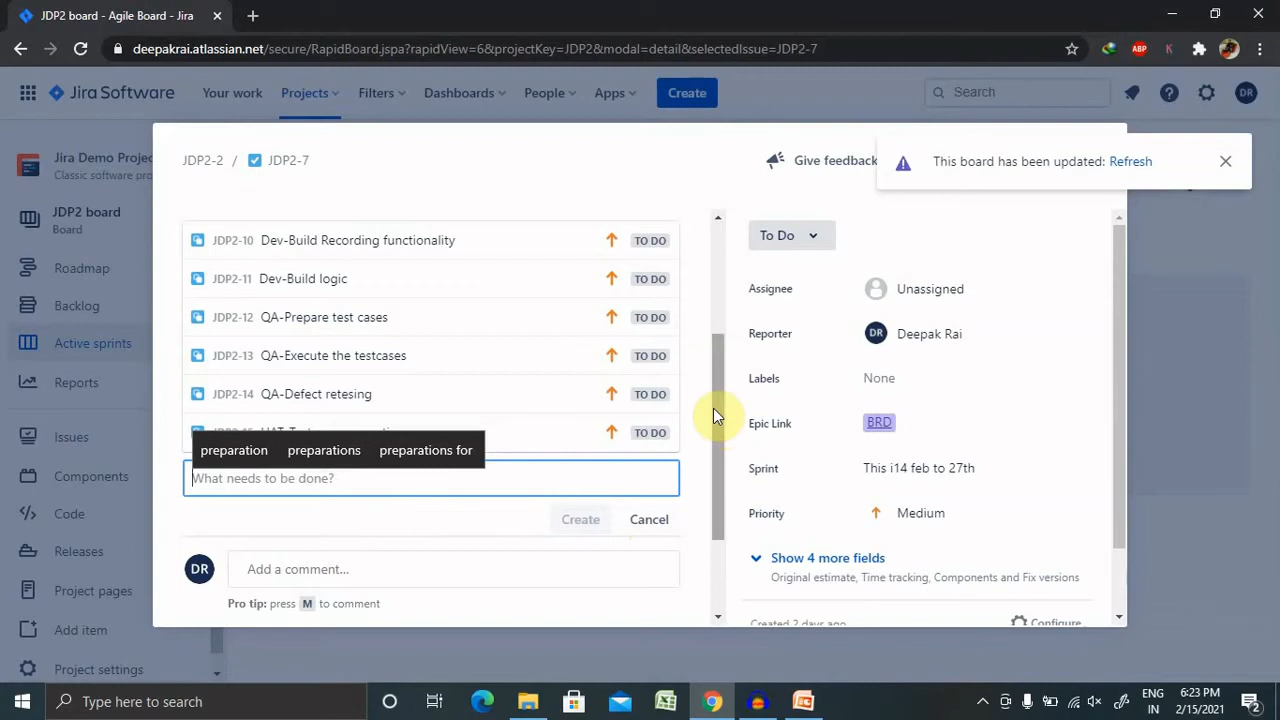 JDP2 board - Agile Board - Jira
deepakrai.atlassian.net/secure/RapidBoard.jspa?rapidView=6&projectKey=JDP2&modal=detail&selectedIssue=JDP2-7
ABP
K
Jira Software
Your work
Projects
Filters
Dashboards
People
Apps
Create
Search
DR
Jira Demo Projec
Classic software pro
JDP2 board
Board
Roadmap
Backlog
Active sprints
Reports
Issues
Components
Code
Releases
Project pages
Add item
Project settings
JDP2-2 / JDP2-7
Give feedback
This board has been updated: Refresh
JDP2-10 Dev-Build Recording functionality TO DO
JDP2-11 Dev-Build logic TO DO
JDP2-12 QA-Prepare test cases TO DO
JDP2-13 QA-Execute the testcases TO DO
JDP2-14 QA-Defect retesing TO DO
TO DO
preparation preparations preparations for
What needs to be done?
Create Cancel
DR Add a comment...
Pro tip: press M to comment
To Do
Assignee Unassigned
Reporter DR Deepak Rai
Labels None
Epic Link BRD
Sprint This i14 feb to 27th
Priority Medium
Show 4 more fields
Original estimate, Time tracking, Components and Fix versions
Created 2 days ago Configure
Type here to search
ENG
IN
6:23 PM
2/15/2021
2